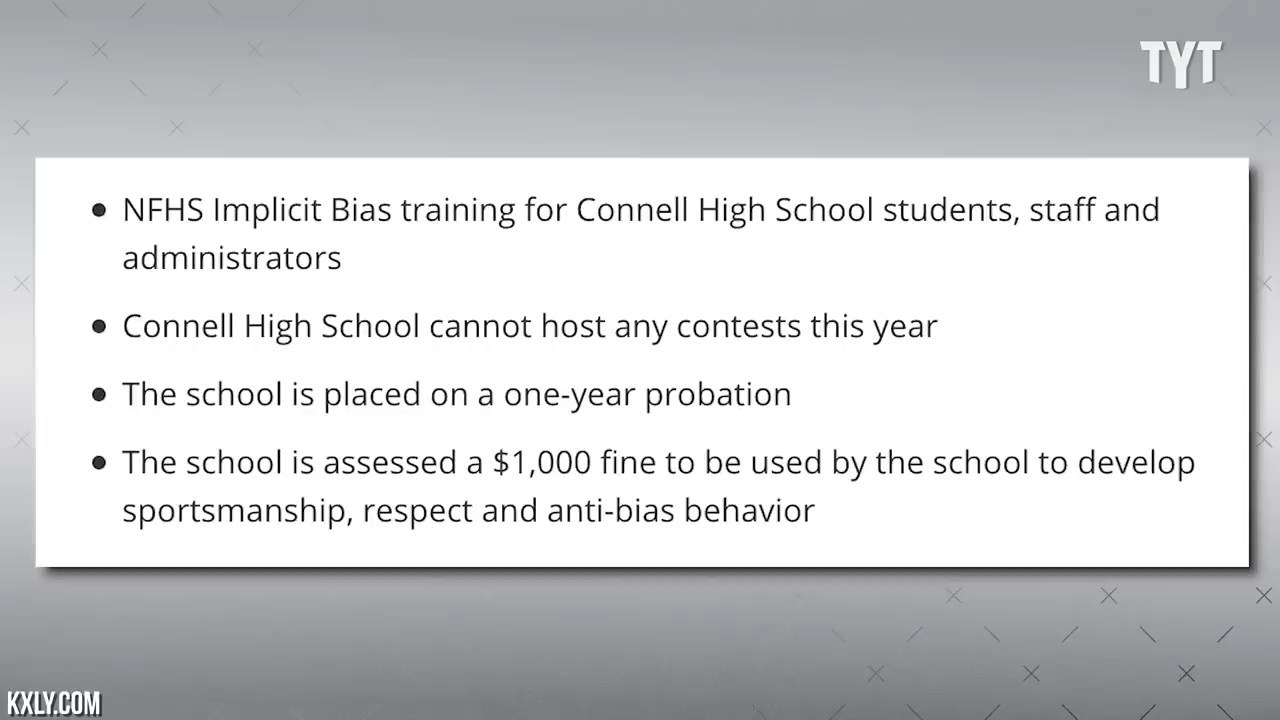 TYT
• NFHS Implicit Bias training for Connell High School students, staff and
administrators
• Connell High School cannot host any contests this year
• The school is placed on a one-year probation
• The school is assessed a $1,000 fine to be used by the school to develop
sportsmanship, respect and anti-bias behavior
KXLY.COM